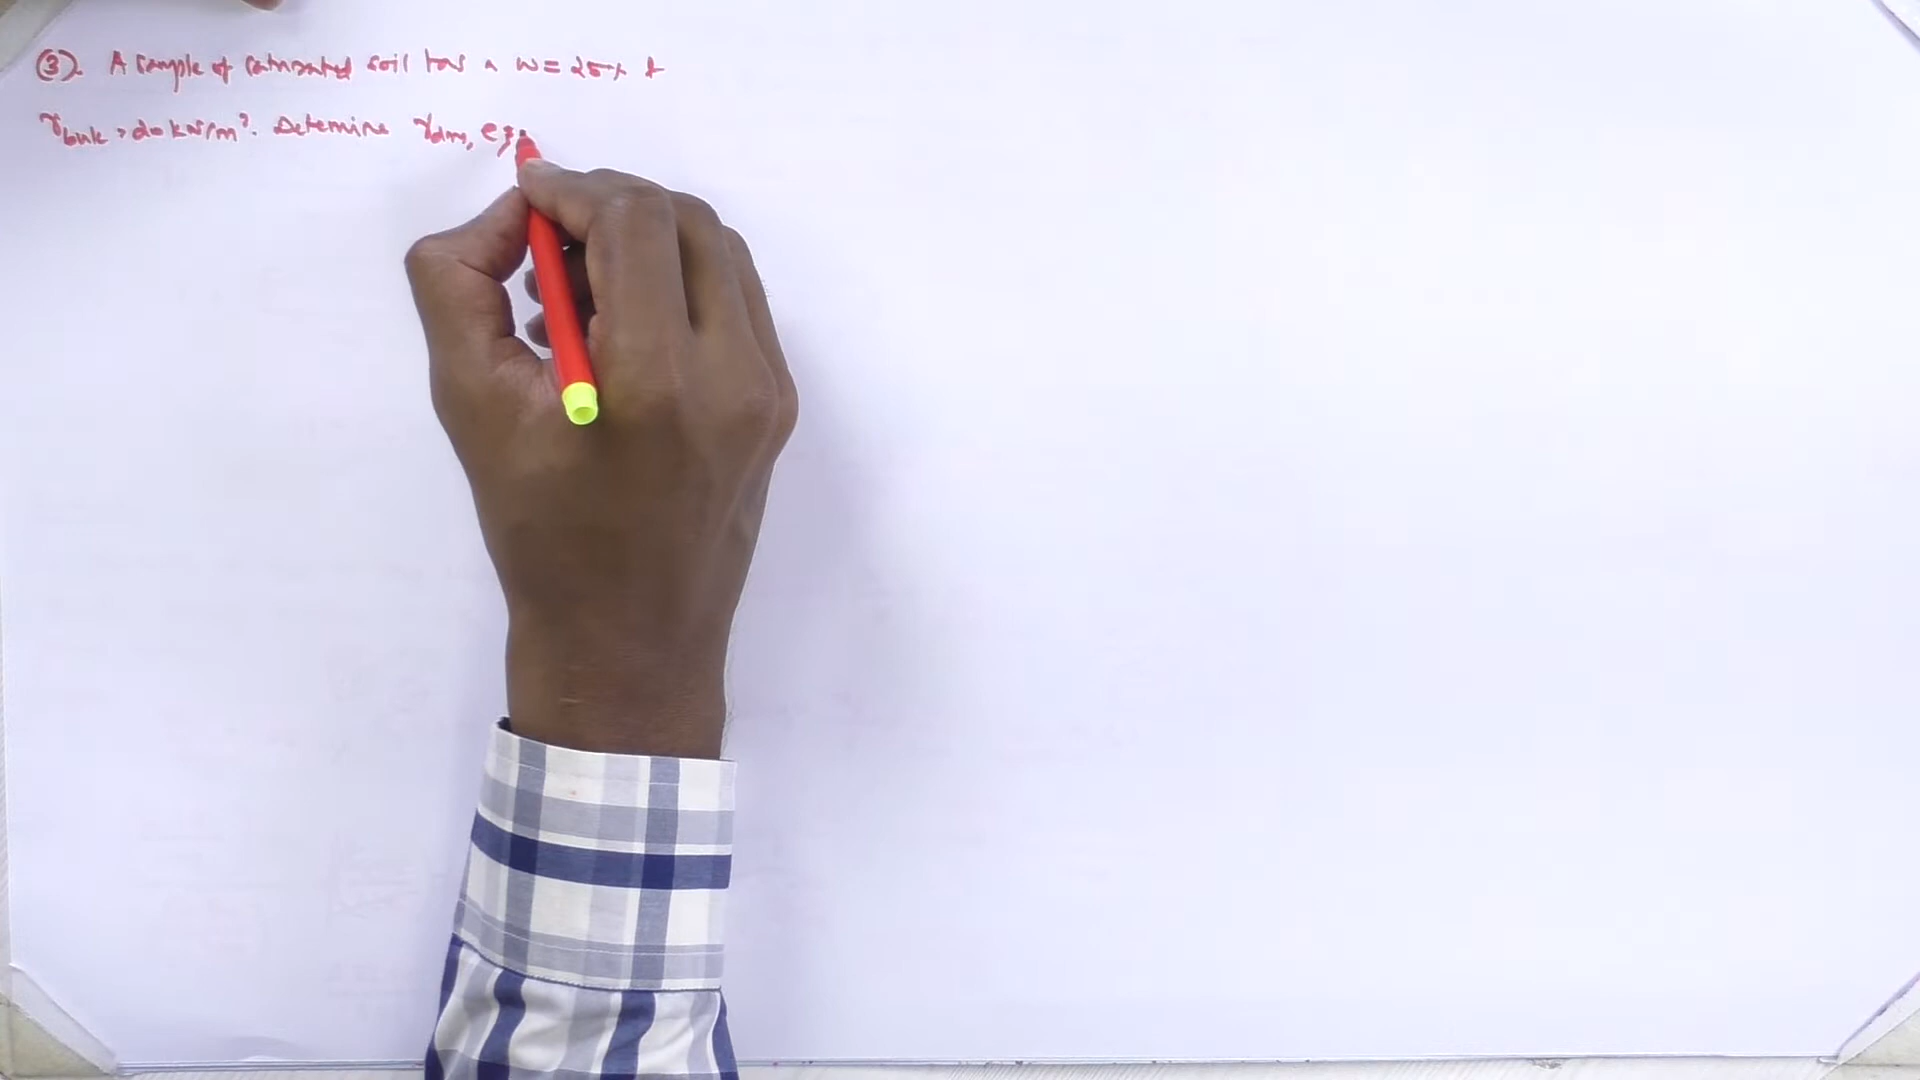 ③. A sample of saturated soil has a w = 25% &
γbulk = 20 kN/m³. Determine γdry, e,